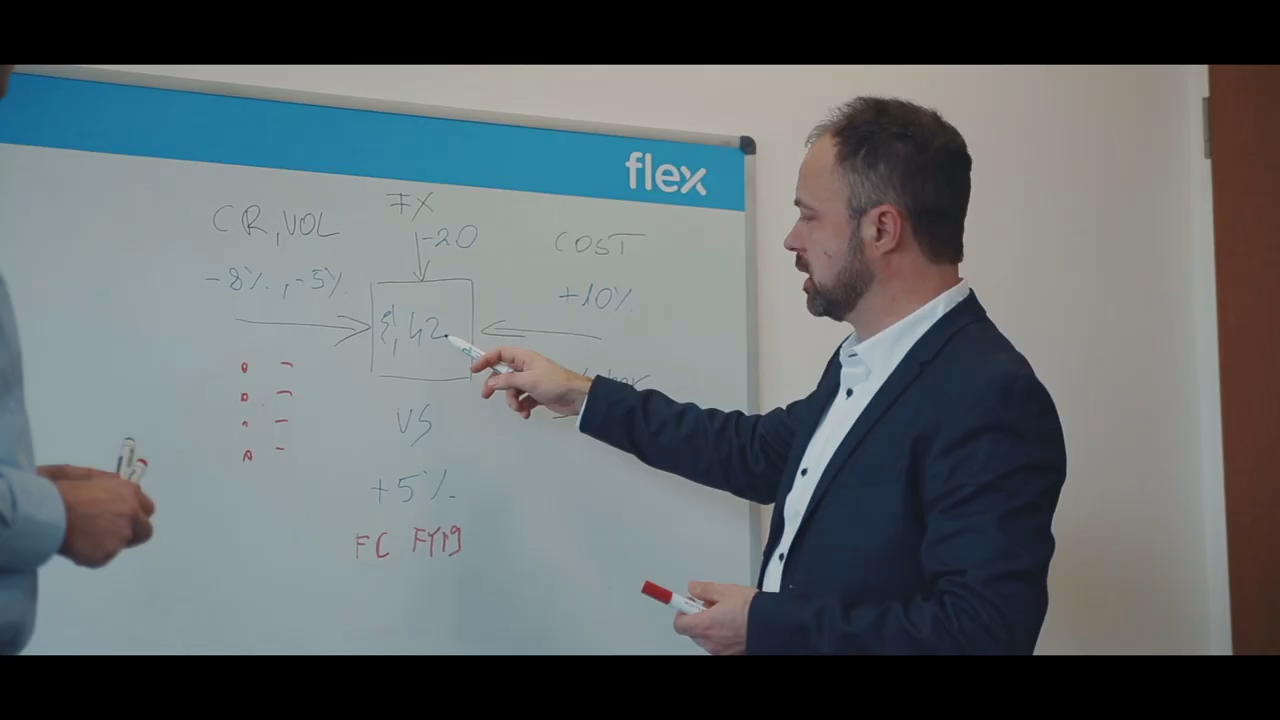 flex
FX
CR, VOL
-20
COST
-8%, -5%
+10%
VS
+5%
FC FY19